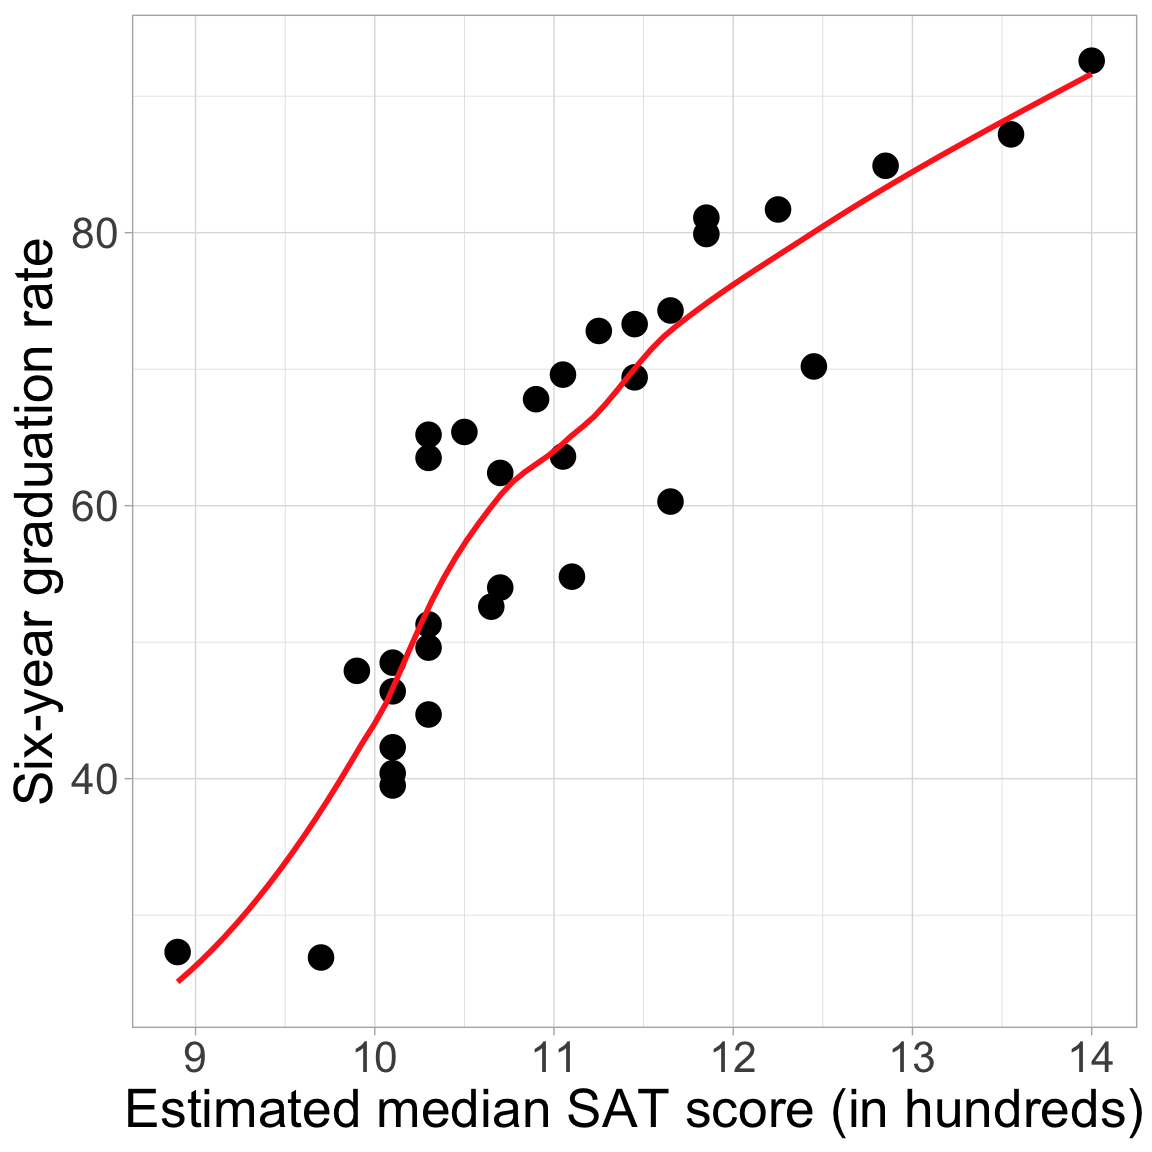 Six-year graduation rate
80
60
40
9 10 11 12 13 14
Estimated median SAT score (in hundreds)